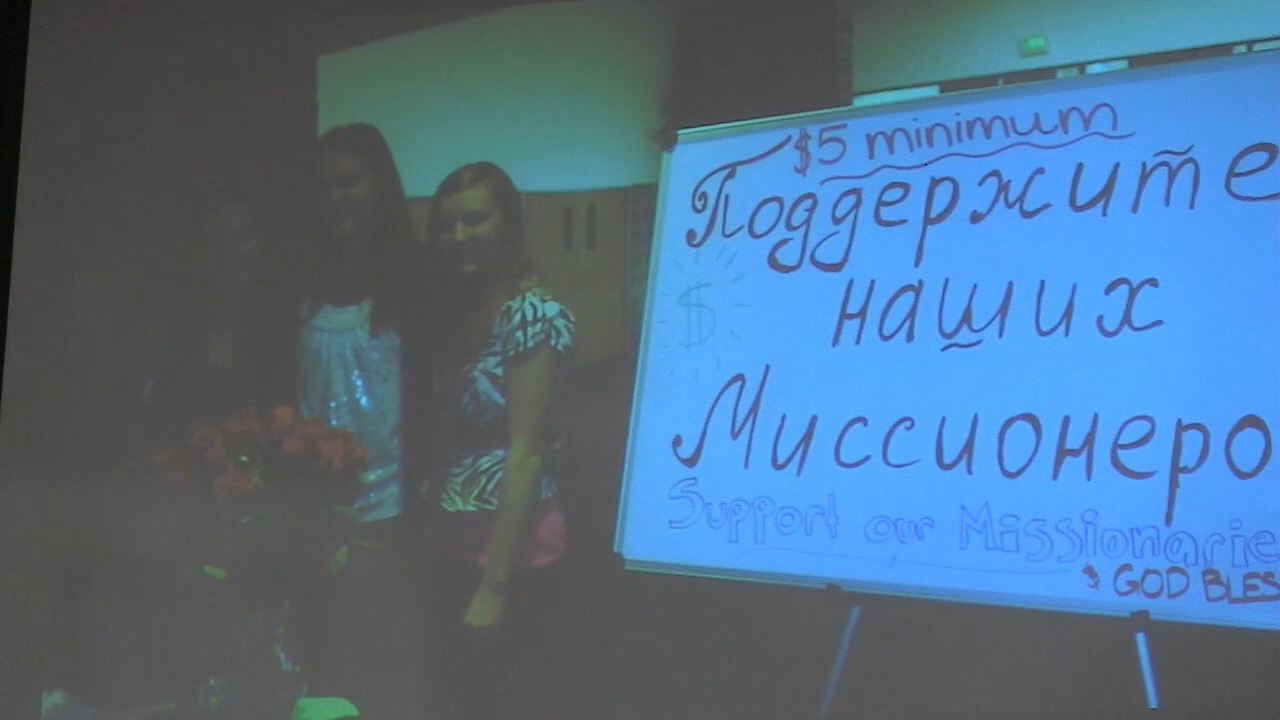 $5 minimum
Поддержите
наших
Миссионеро
$
Support our Missionarie
& GOD BLES